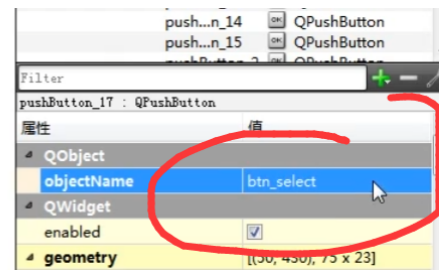 push...n_14 QPushButton
push...n_15 QPushButton
Filter
pushButton_17 : QPushButton
属性 值
QObject
objectName btn_select
QWidget
enabled
geometry [(50, 430), 75 x 23]